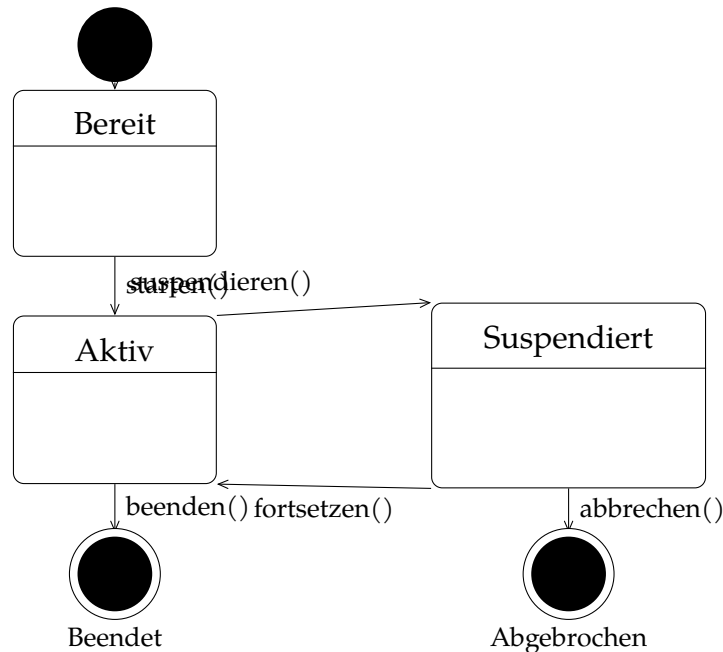 Bereit
starten()
suspendieren()
Aktiv
Suspendiert
beenden()
fortsetzen()
abbrechen()
Beendet
Abgebrochen